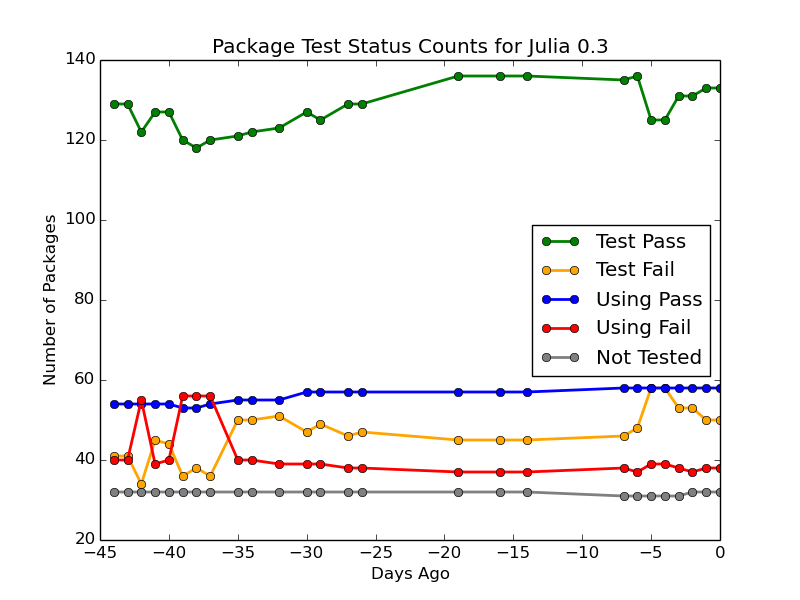 Package Test Status Counts for Julia 0.3
140
120
100
80
60
40
20
Number of Packages
Test Pass
Test Fail
Using Pass
Using Fail
Not Tested
−45 −40 −35 −30 −25 −20 −15 −10 −5 0
Days Ago